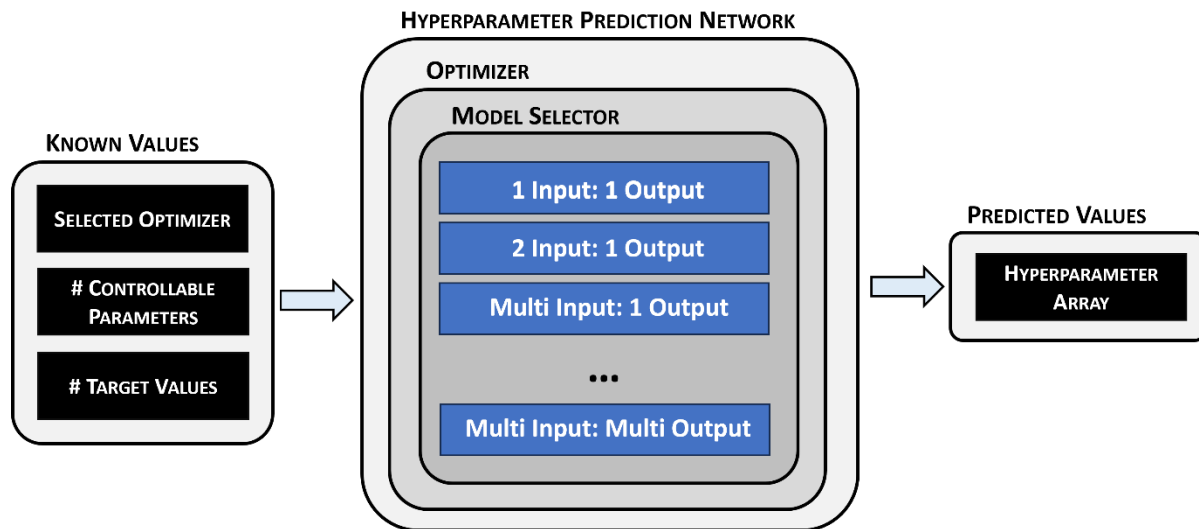 HYPERPARAMETER PREDICTION NETWORK
OPTIMIZER
MODEL SELECTOR
KNOWN VALUES
SELECTED OPTIMIZER
# CONTROLLABLE
PARAMETERS
# TARGET VALUES
1 Input: 1 Output
2 Input: 1 Output
Multi Input: 1 Output
...
Multi Input: Multi Output
PREDICTED VALUES
HYPERPARAMETER
ARRAY